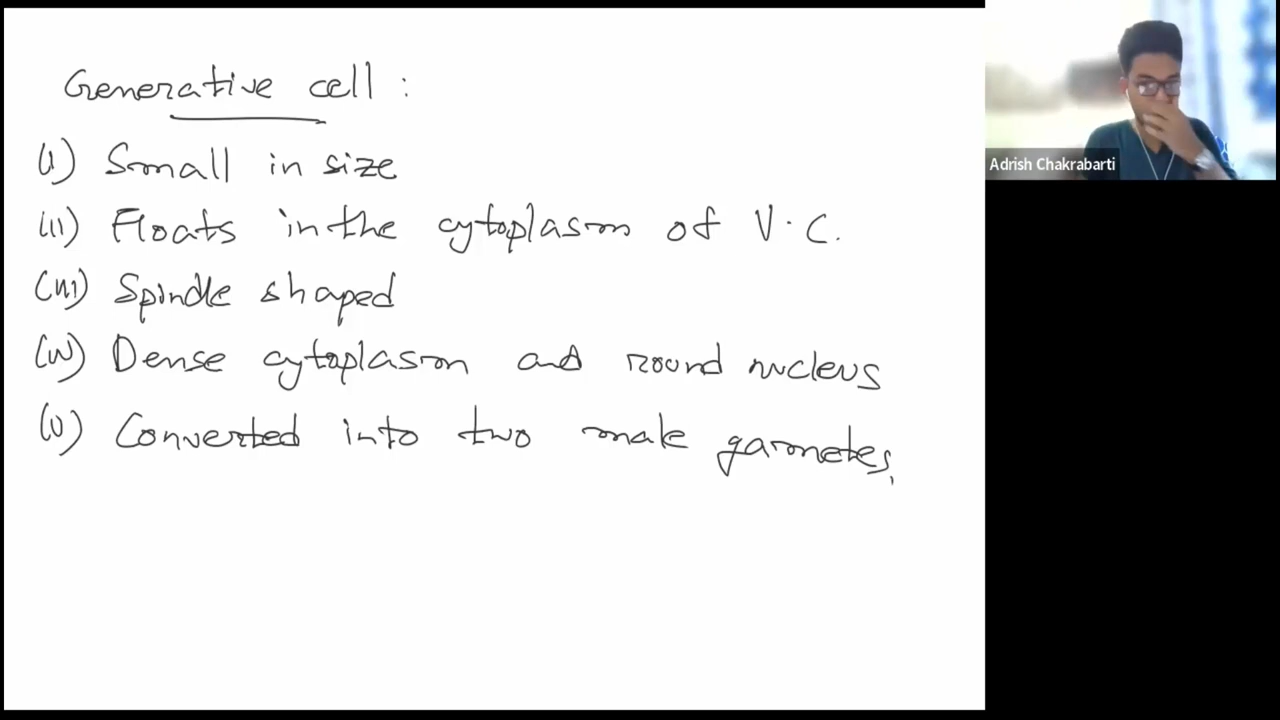 Generative cell :
(i) Small in size
(ii) Floats in the cytoplasm of V.C.
(iii) Spindle shaped
(iv) Dense cytoplasm and round nucleus
(v) Converted into two male gametes,
Adrish Chakrabarti